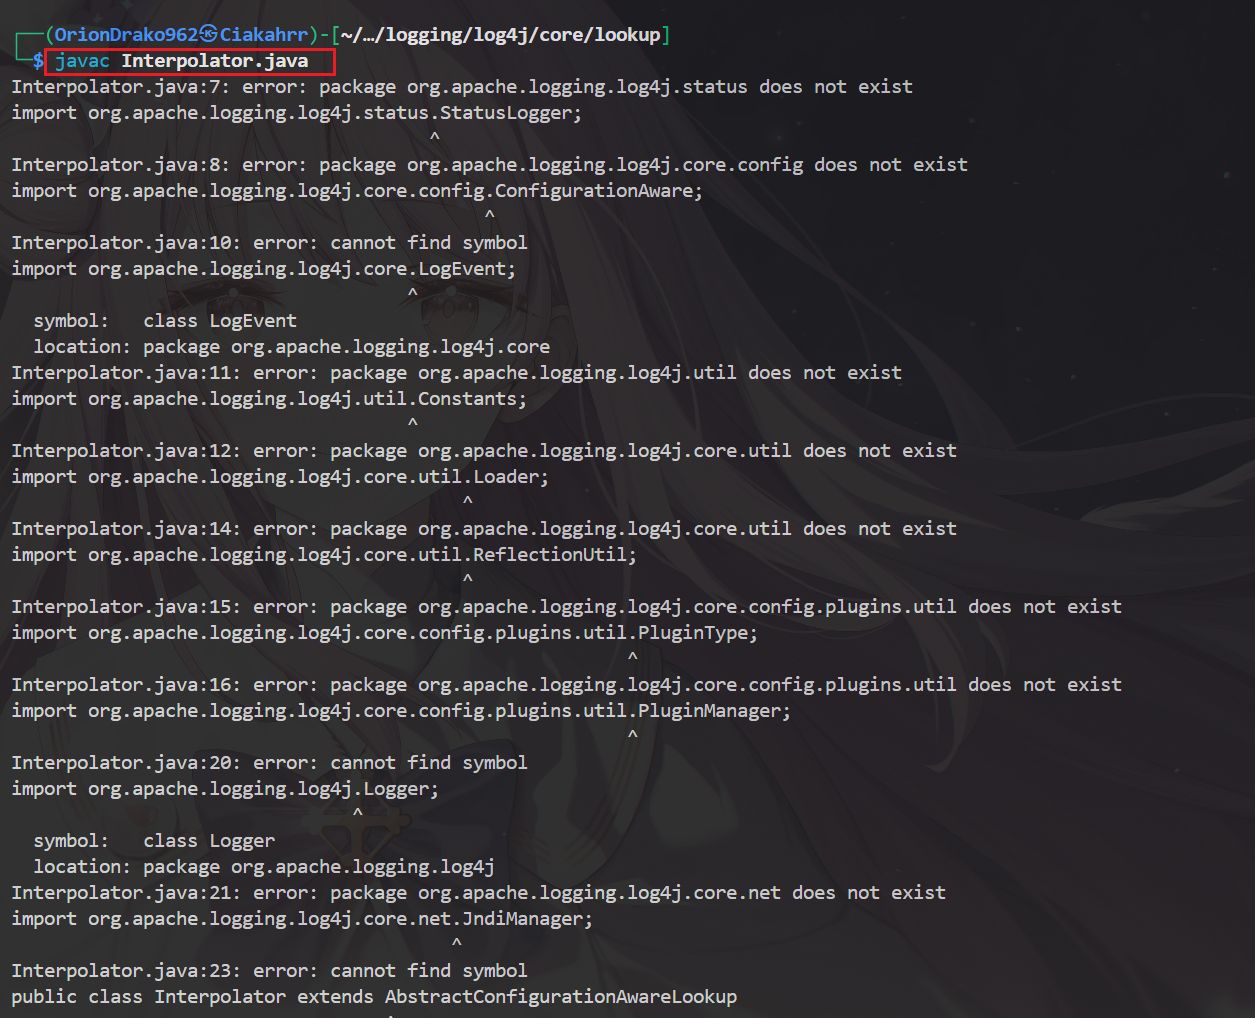 (OrionDrako962㉿Ciakahrr)-[~/…/logging/log4j/core/lookup]
$ javac Interpolator.java
Interpolator.java:7: error: package org.apache.logging.log4j.status does not exist
import org.apache.logging.log4j.status.StatusLogger;
^
Interpolator.java:8: error: package org.apache.logging.log4j.core.config does not exist
import org.apache.logging.log4j.core.config.ConfigurationAware;
^
Interpolator.java:10: error: cannot find symbol
import org.apache.logging.log4j.core.LogEvent;
^
symbol:   class LogEvent
location: package org.apache.logging.log4j.core
Interpolator.java:11: error: package org.apache.logging.log4j.util does not exist
import org.apache.logging.log4j.util.Constants;
^
Interpolator.java:12: error: package org.apache.logging.log4j.core.util does not exist
import org.apache.logging.log4j.core.util.Loader;
^
Interpolator.java:14: error: package org.apache.logging.log4j.core.util does not exist
import org.apache.logging.log4j.core.util.ReflectionUtil;
^
Interpolator.java:15: error: package org.apache.logging.log4j.core.config.plugins.util does not exist
import org.apache.logging.log4j.core.config.plugins.util.PluginType;
^
Interpolator.java:16: error: package org.apache.logging.log4j.core.config.plugins.util does not exist
import org.apache.logging.log4j.core.config.plugins.util.PluginManager;
^
Interpolator.java:20: error: cannot find symbol
import org.apache.logging.log4j.Logger;
^
symbol:   class Logger
location: package org.apache.logging.log4j
Interpolator.java:21: error: package org.apache.logging.log4j.core.net does not exist
import org.apache.logging.log4j.core.net.JndiManager;
^
Interpolator.java:23: error: cannot find symbol
public class Interpolator extends AbstractConfigurationAwareLookup